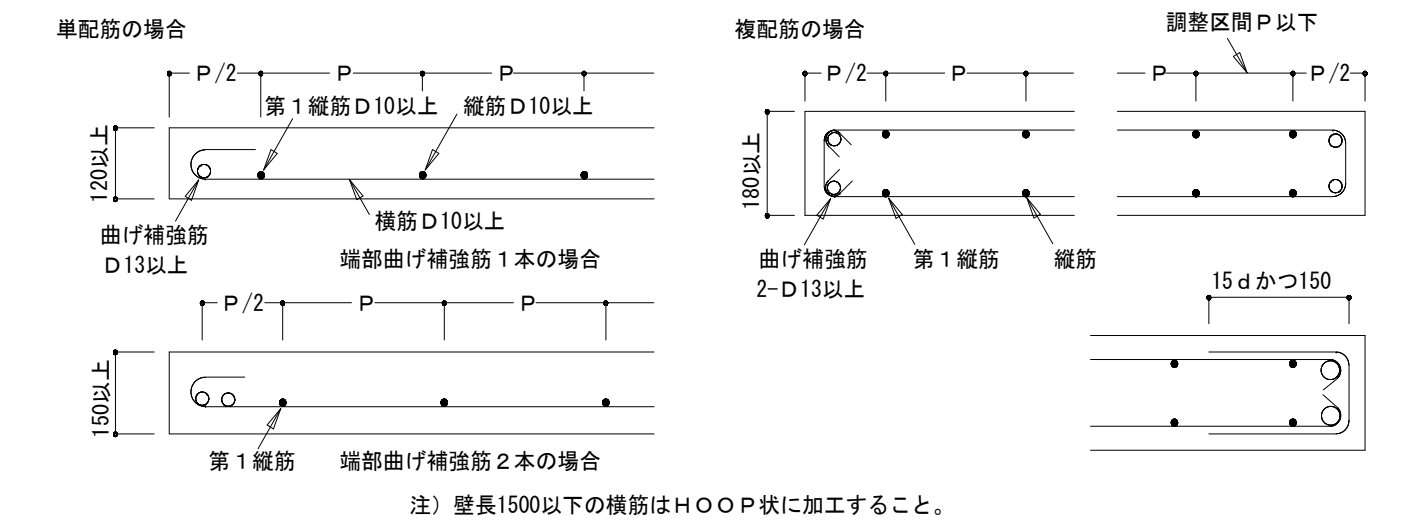 単配筋の場合
P/2 P P
第1縦筋D10以上 縦筋D10以上
120以上
横筋D10以上
曲げ補強筋
D13以上
端部曲げ補強筋1本の場合
P/2 P P
150以上
第1縦筋 端部曲げ補強筋2本の場合
複配筋の場合
調整区間P以下
P/2 P P P/2
180以上
曲げ補強筋
2-D13以上
第1縦筋 縦筋
15dかつ150
注)壁長1500以下の横筋はHOOP状に加工すること。